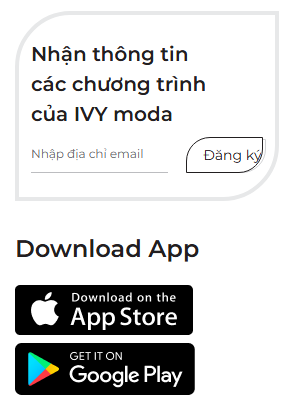 Nhận thông tin
các chương trình
của IVY moda
Nhập địa chỉ email
Đăng ký
Download App
Download on the
App Store
GET IT ON
Google Play